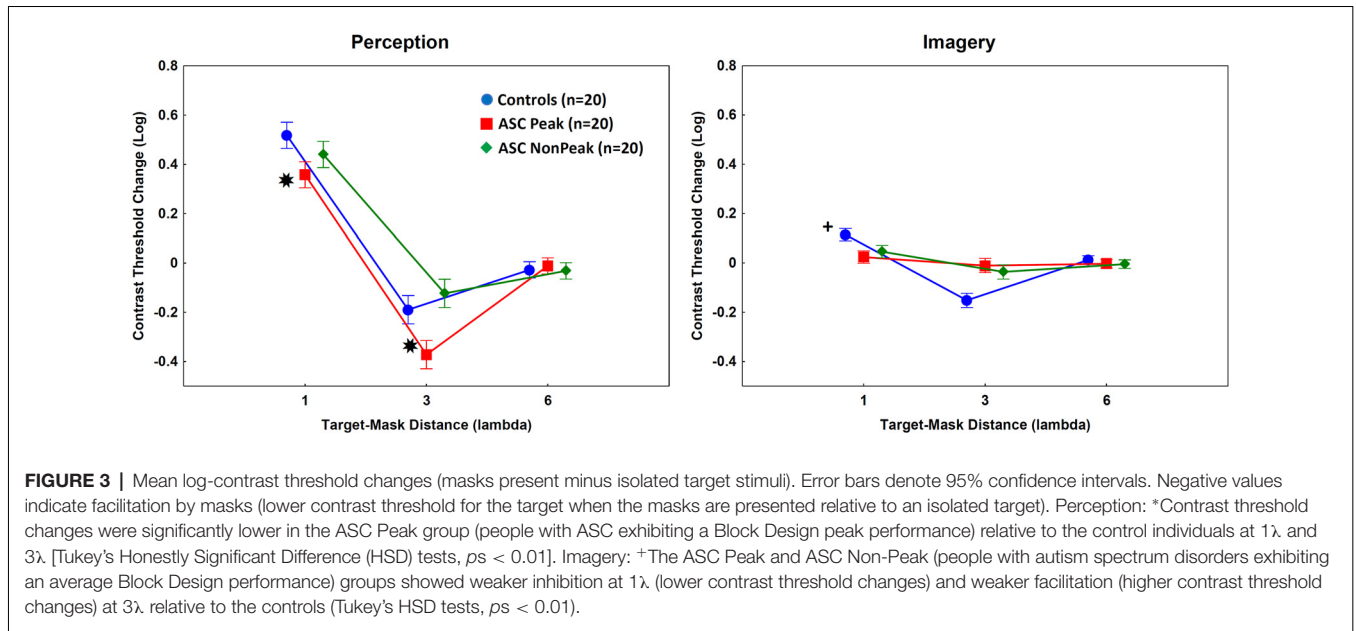 Perception
Imagery
0.8
0.6
0.4
0.2
0
-0.2
-0.4
Contrast Threshold Change (Log)
Controls (n=20)
ASC Peak (n=20)
ASC NonPeak (n=20)
1 3 6
Target-Mask Distance (lambda)
0.8
0.6
0.4
0.2
0
-0.2
-0.4
Contrast Threshold Change (Log)
+
1 3 6
Target-Mask Distance (lambda)
FIGURE 3 | Mean log-contrast threshold changes (masks present minus isolated target stimuli). Error bars denote 95% confidence intervals. Negative values
indicate facilitation by masks (lower contrast threshold for the target when the masks are presented relative to an isolated target). Perception: *Contrast threshold
changes were significantly lower in the ASC Peak group (people with ASC exhibiting a Block Design peak performance) relative to the control individuals at 1λ and
3λ [Tukey's Honestly Significant Difference (HSD) tests, ps < 0.01]. Imagery: +The ASC Peak and ASC Non-Peak (people with autism spectrum disorders exhibiting
an average Block Design performance) groups showed weaker inhibition at 1λ (lower contrast threshold changes) and weaker facilitation (higher contrast threshold
changes) at 3λ relative to the controls (Tukey's HSD tests, ps < 0.01).